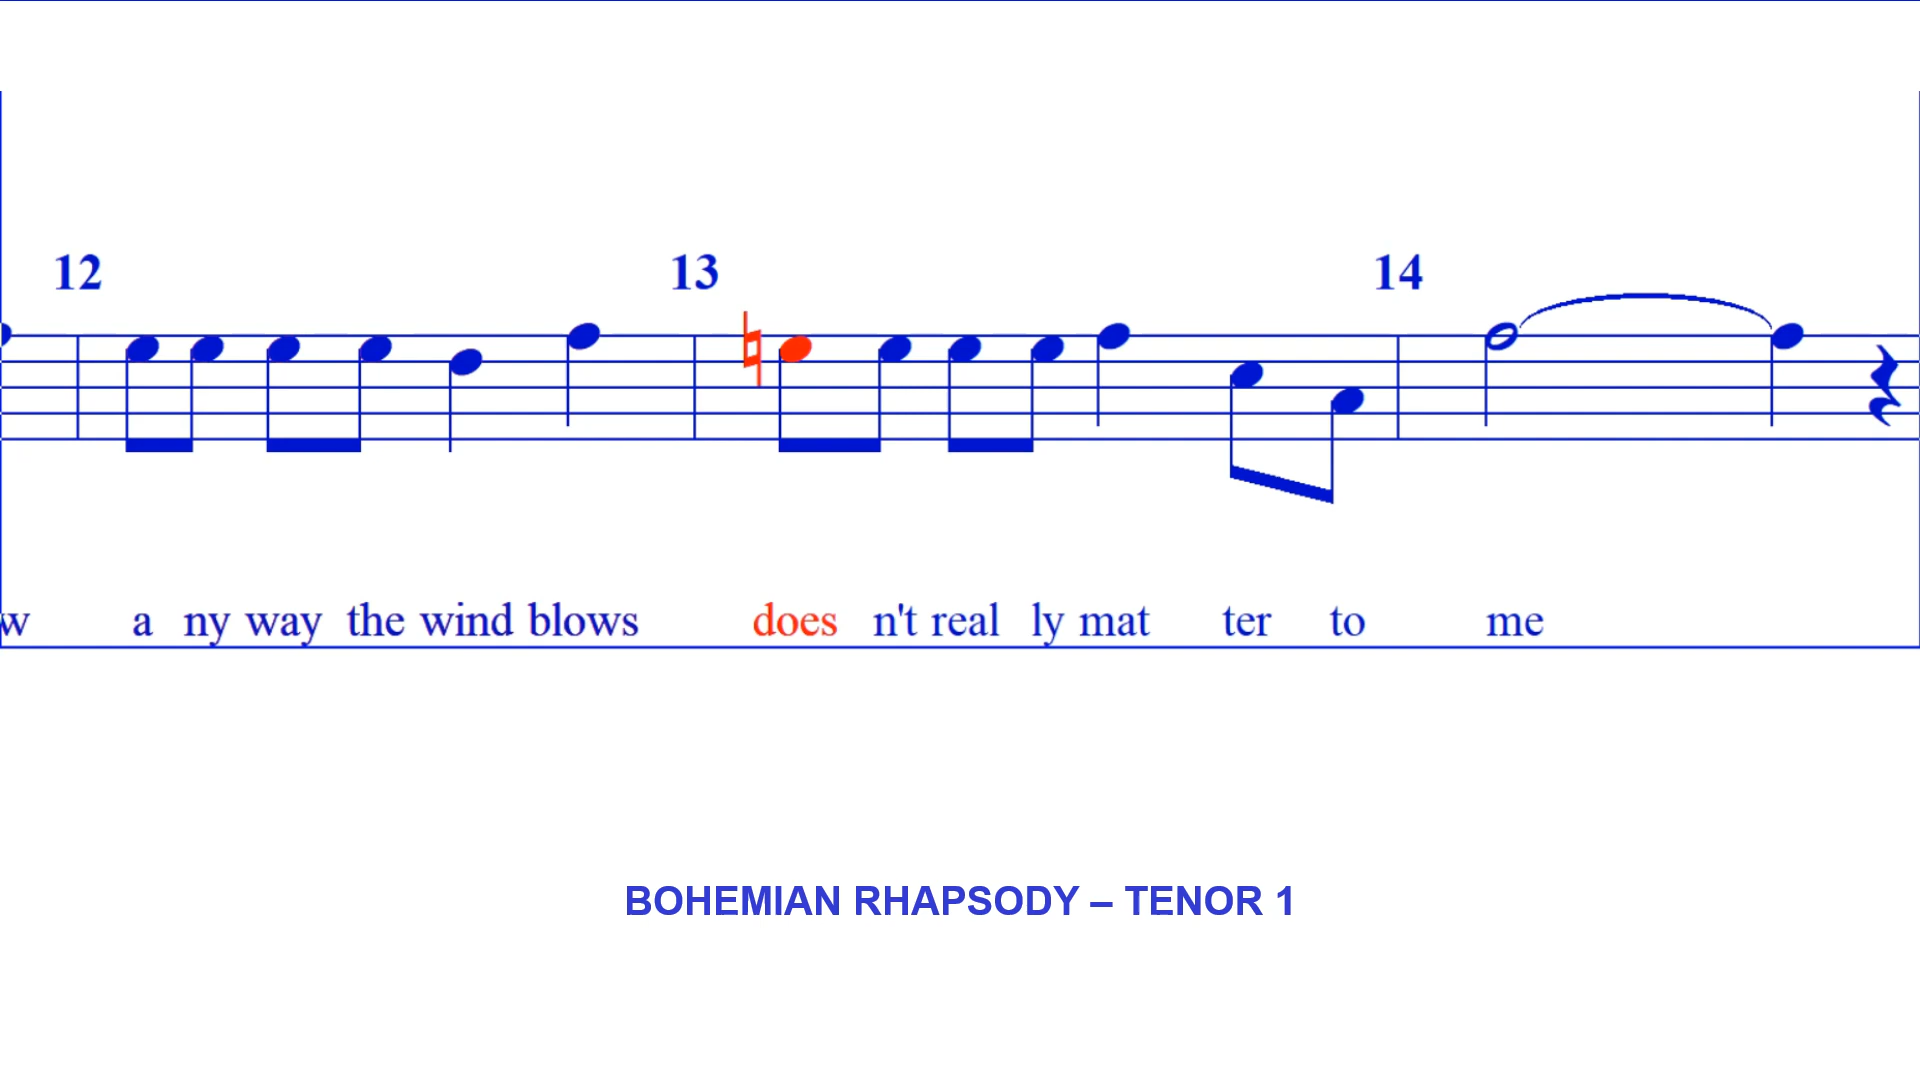 12 13 14
w a ny way the wind blows does n't real ly mat ter to me
BOHEMIAN RHAPSODY – TENOR 1